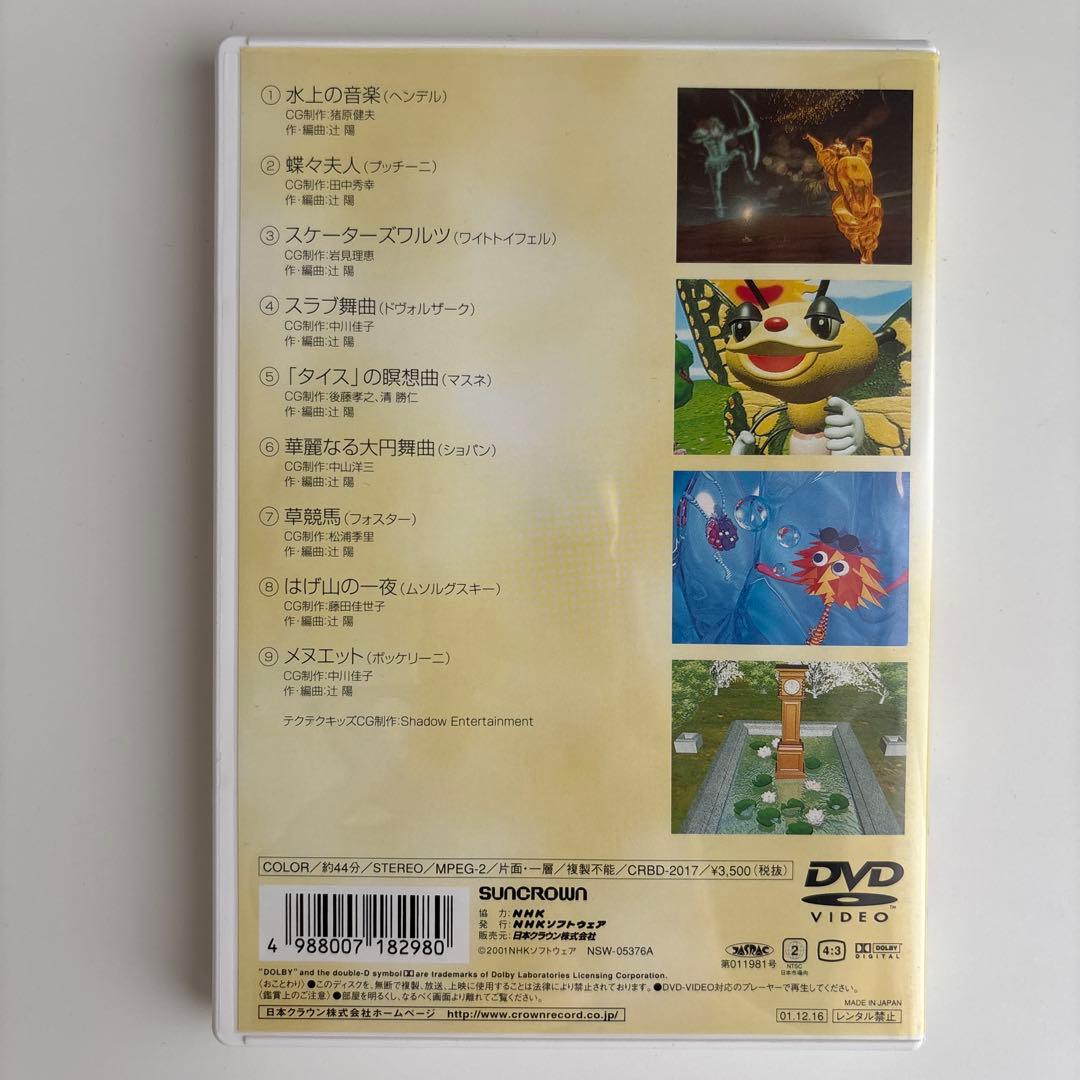 ① 水上の音楽(ヘンデル)
CG制作:猪原健夫
作・編曲:辻 陽
② 蝶々夫人(プッチーニ)
CG制作:田中秀幸
作・編曲:辻 陽
③ スケーターズワルツ(ワイトトイフェル)
CG制作:岩見理恵
作・編曲:辻 陽
④ スラブ舞曲(ドヴォルザーク)
CG制作:中川佳子
作・編曲:辻 陽
⑤ 「タイス」の瞑想曲(マスネ)
CG制作:後藤孝之、清 勝仁
作・編曲:辻 陽
⑥ 華麗なる大円舞曲(ショパン)
CG制作:中山洋三
作・編曲:辻 陽
⑦ 草競馬(フォスター)
CG制作:松浦季里
作・編曲:辻 陽
⑧ はげ山の一夜(ムソルグスキー)
CG制作:藤田佳世子
作・編曲:辻 陽
⑨ メヌエット(ボッケリーニ)
CG制作:中川佳子
作・編曲:辻 陽
テクテクキッズCG制作:Shadow Entertainment
COLOR/約44分/STEREO/MPEG-2/片面・一層/複製不能/CRBD-2017/¥3,500(税抜)
DVD
VIDEO
™
4 988007 182980
SUNCROWN
協 力:NHK
発 行:NHKソフトウェア
販売元:日本クラウン株式会社
©2001NHKソフトウェア NSW-05376A
JASRAC
第011981号
2
NTSC
日本市場向
4:3
DOLBY
DIGITAL
"DOLBY" and the double-D symbol are trademarks of Dolby Laboratories Licensing Corporation.
〈おことわり〉●このディスクを、無断で複製、放送、上映に使用することは法律により禁止されております。●DVD-VIDEO対応のプレーヤーで再生してください。
〈鑑賞上のご注意〉●部屋を明るくし、なるべく画面より離れてご覧ください。
MADE IN JAPAN
日本クラウン株式会社ホームページ http://www.crownrecord.co.jp/
01.12.16
レンタル禁止